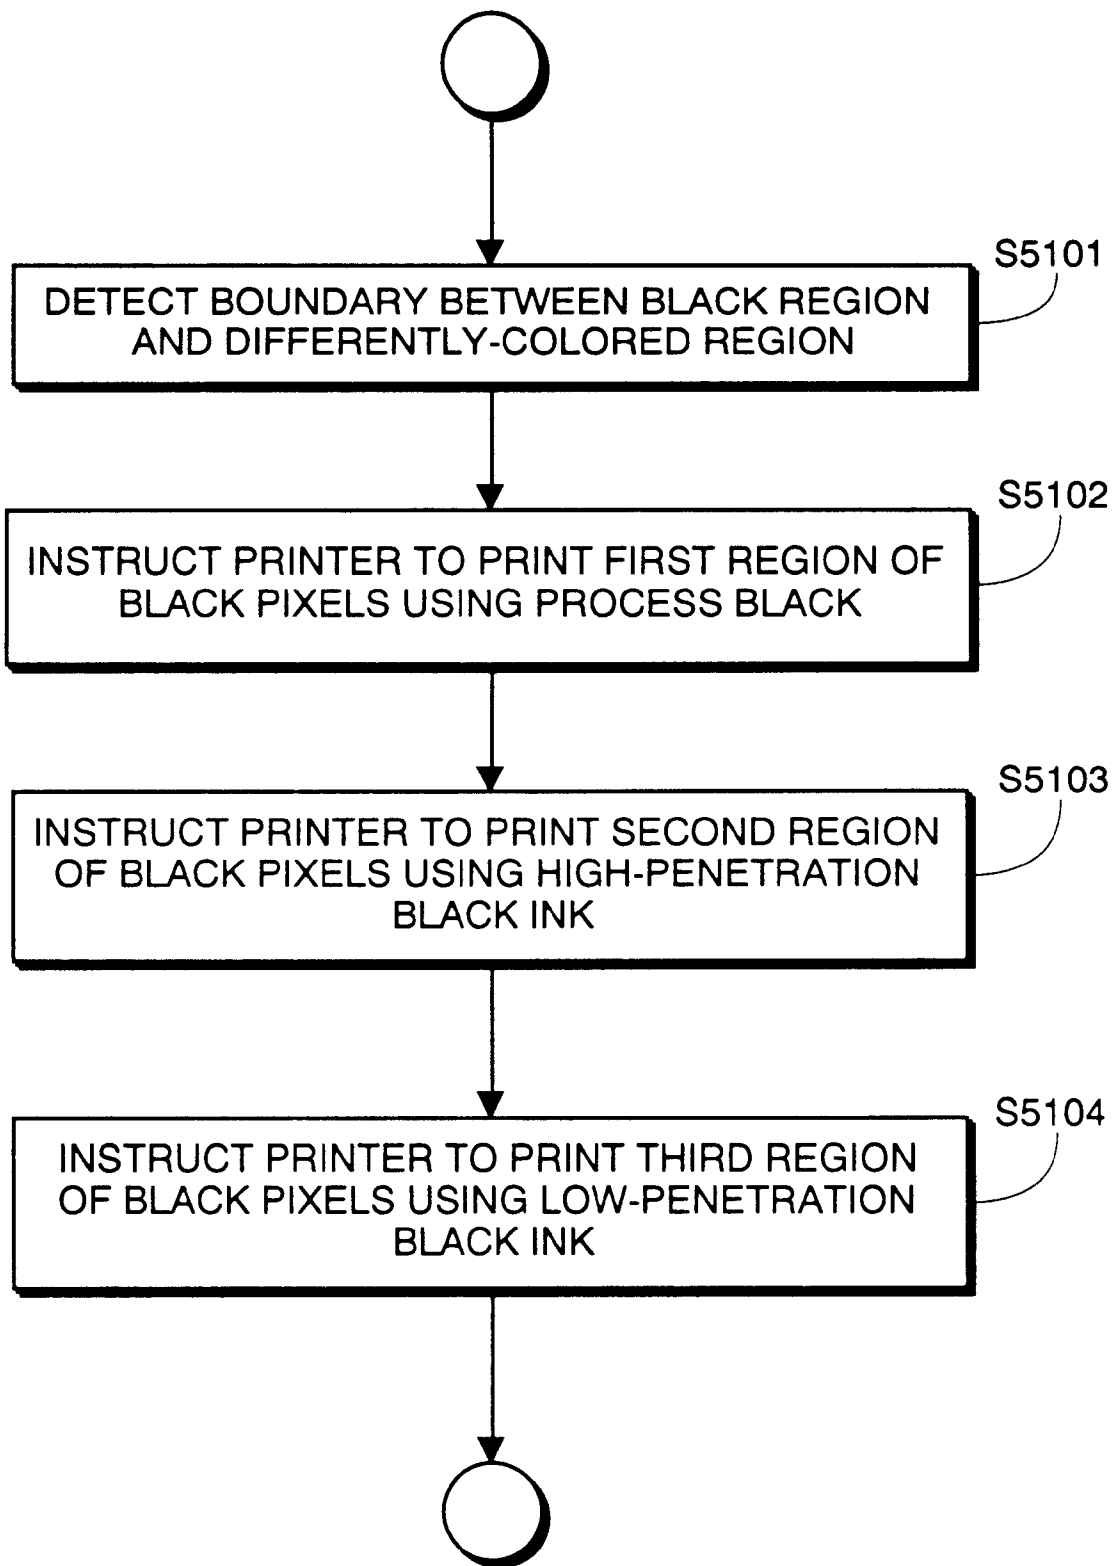 S5101
DETECT BOUNDARY BETWEEN BLACK REGION
AND DIFFERENTLY-COLORED REGION
S5102
INSTRUCT PRINTER TO PRINT FIRST REGION OF
BLACK PIXELS USING PROCESS BLACK
S5103
INSTRUCT PRINTER TO PRINT SECOND REGION
OF BLACK PIXELS USING HIGH-PENETRATION
BLACK INK
S5104
INSTRUCT PRINTER TO PRINT THIRD REGION
OF BLACK PIXELS USING LOW-PENETRATION
BLACK INK